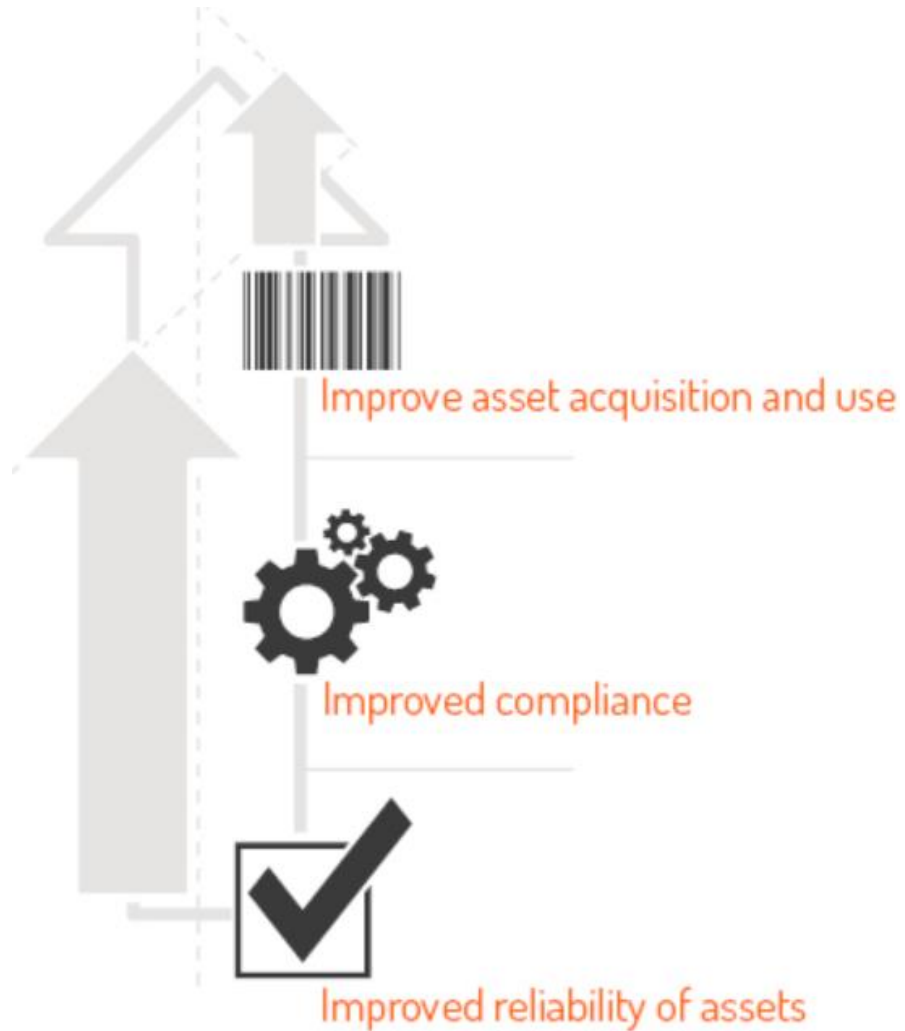 Improve asset acquisition and use
Improved compliance
Improved reliability of assets